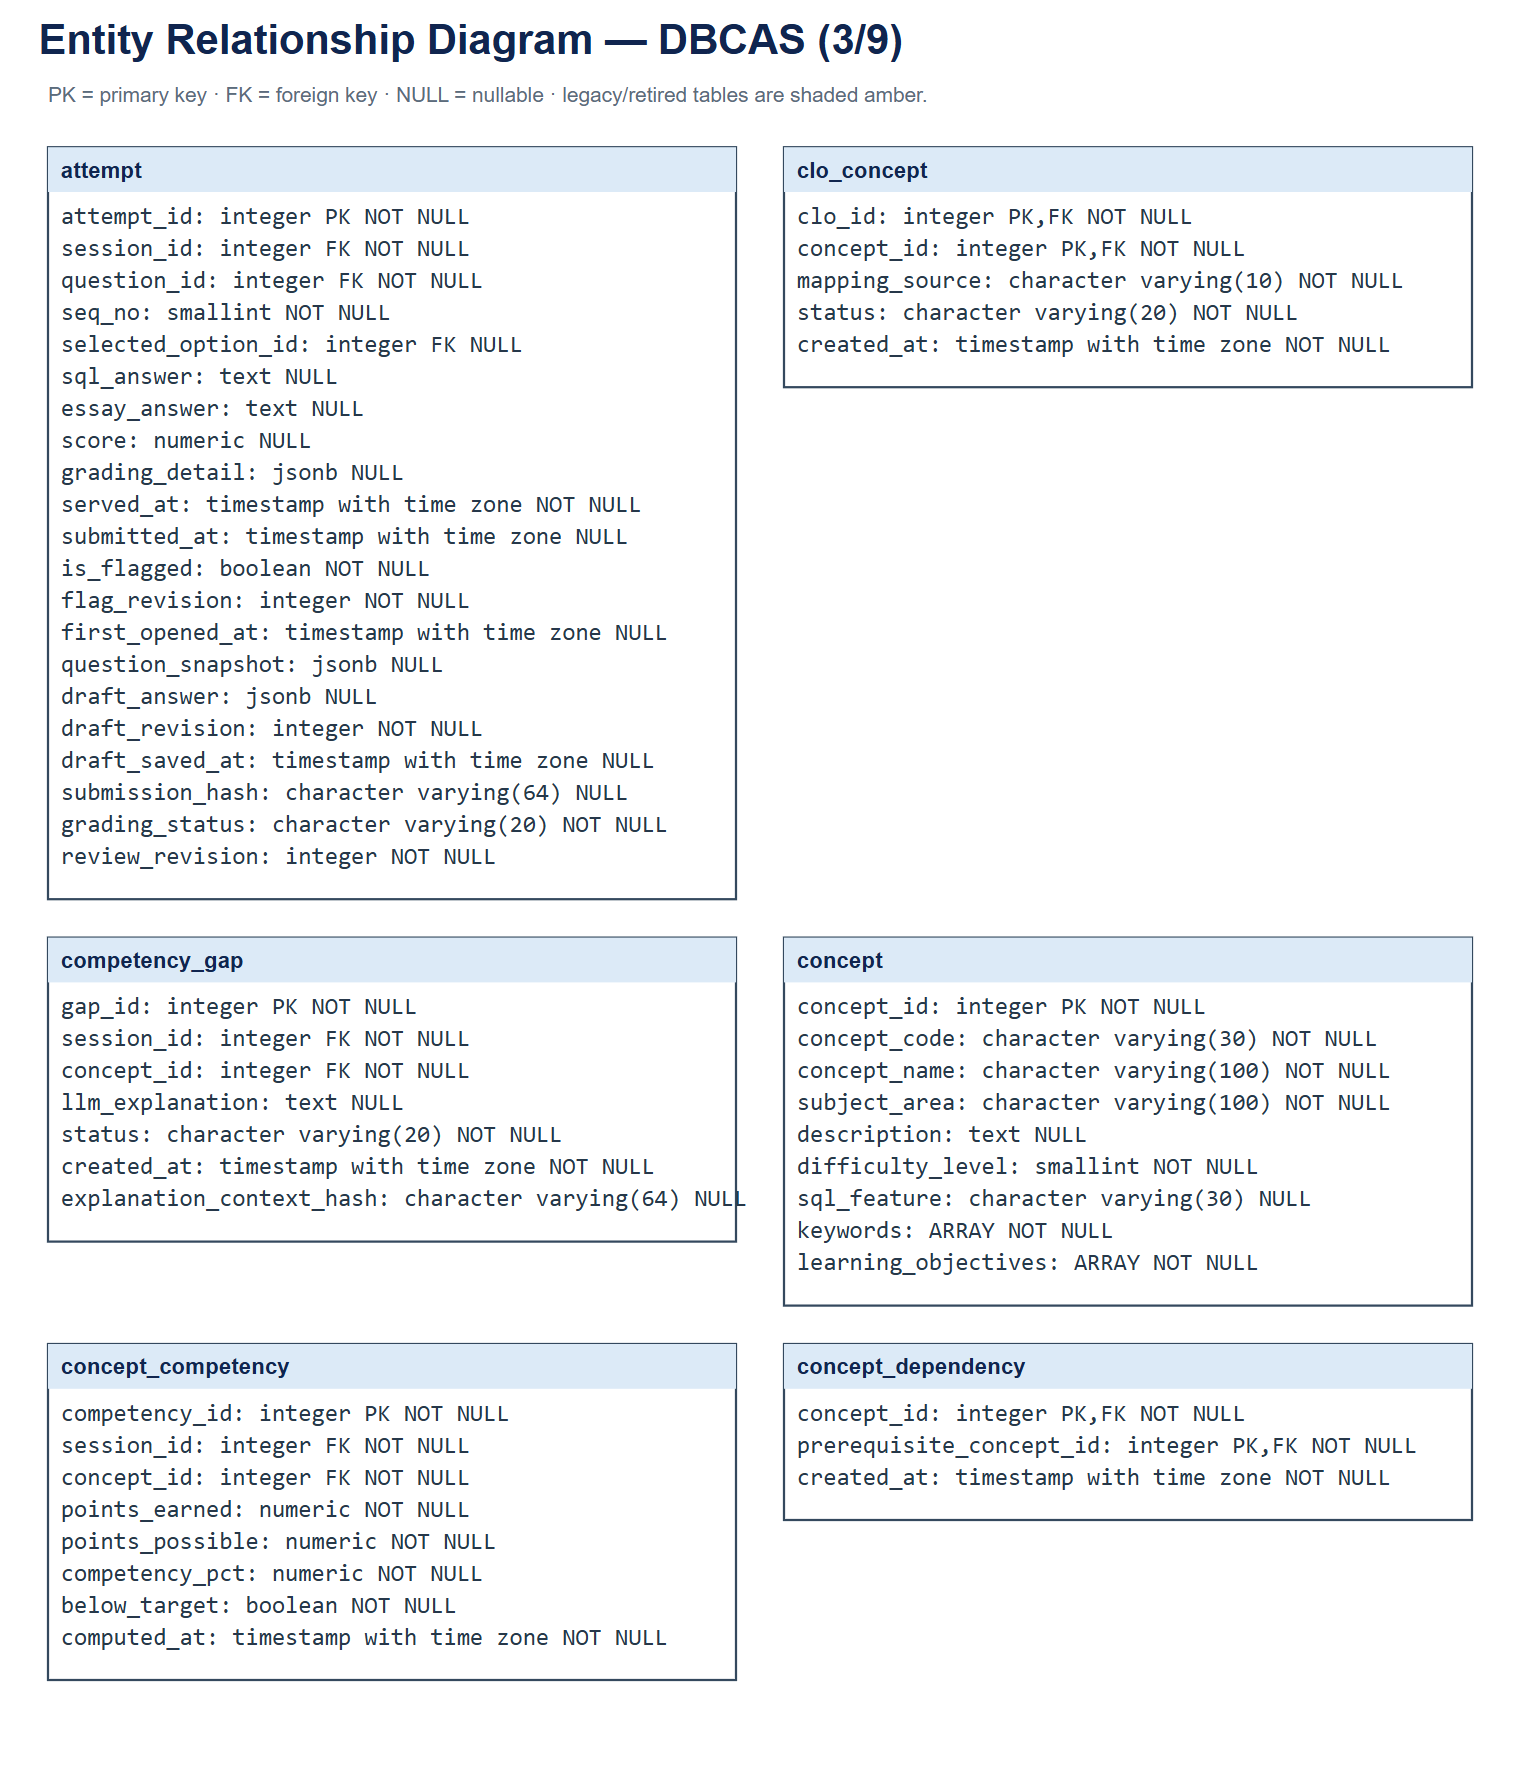 Entity Relationship Diagram — DBCAS (3/9)
PK = primary key · FK = foreign key · NULL = nullable · legacy/retired tables are shaded amber.
attempt
attempt_id: integer PK NOT NULL
session_id: integer FK NOT NULL
question_id: integer FK NOT NULL
seq_no: smallint NOT NULL
selected_option_id: integer FK NULL
sql_answer: text NULL
essay_answer: text NULL
score: numeric NULL
grading_detail: jsonb NULL
served_at: timestamp with time zone NOT NULL
submitted_at: timestamp with time zone NULL
is_flagged: boolean NOT NULL
flag_revision: integer NOT NULL
first_opened_at: timestamp with time zone NULL
question_snapshot: jsonb NULL
draft_answer: jsonb NULL
draft_revision: integer NOT NULL
draft_saved_at: timestamp with time zone NULL
submission_hash: character varying(64) NULL
grading_status: character varying(20) NOT NULL
review_revision: integer NOT NULL
clo_concept
clo_id: integer PK,FK NOT NULL
concept_id: integer PK,FK NOT NULL
mapping_source: character varying(10) NOT NULL
status: character varying(20) NOT NULL
created_at: timestamp with time zone NOT NULL
competency_gap
gap_id: integer PK NOT NULL
session_id: integer FK NOT NULL
concept_id: integer FK NOT NULL
llm_explanation: text NULL
status: character varying(20) NOT NULL
created_at: timestamp with time zone NOT NULL
explanation_context_hash: character varying(64) NULL
concept
concept_id: integer PK NOT NULL
concept_code: character varying(30) NOT NULL
concept_name: character varying(100) NOT NULL
subject_area: character varying(100) NOT NULL
description: text NULL
difficulty_level: smallint NOT NULL
sql_feature: character varying(30) NULL
keywords: ARRAY NOT NULL
learning_objectives: ARRAY NOT NULL
concept_competency
competency_id: integer PK NOT NULL
session_id: integer FK NOT NULL
concept_id: integer FK NOT NULL
points_earned: numeric NOT NULL
points_possible: numeric NOT NULL
competency_pct: numeric NOT NULL
below_target: boolean NOT NULL
computed_at: timestamp with time zone NOT NULL
concept_dependency
concept_id: integer PK,FK NOT NULL
prerequisite_concept_id: integer PK,FK NOT NULL
created_at: timestamp with time zone NOT NULL